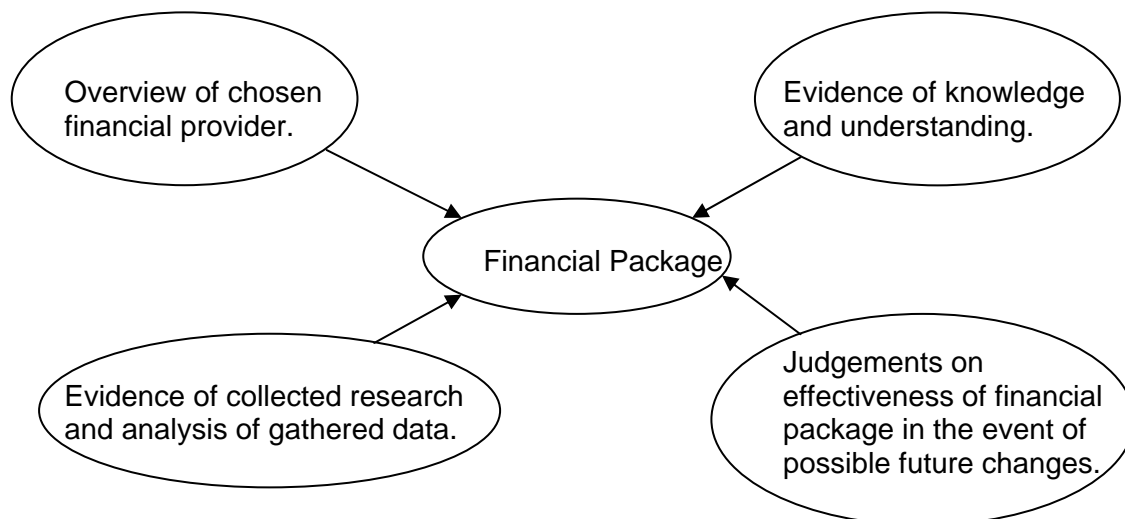 Overview of chosen
financial provider.
Evidence of knowledge
and understanding.
Financial Package
Evidence of collected research
and analysis of gathered data.
Judgements on
effectiveness of financial
package in the event of
possible future changes.